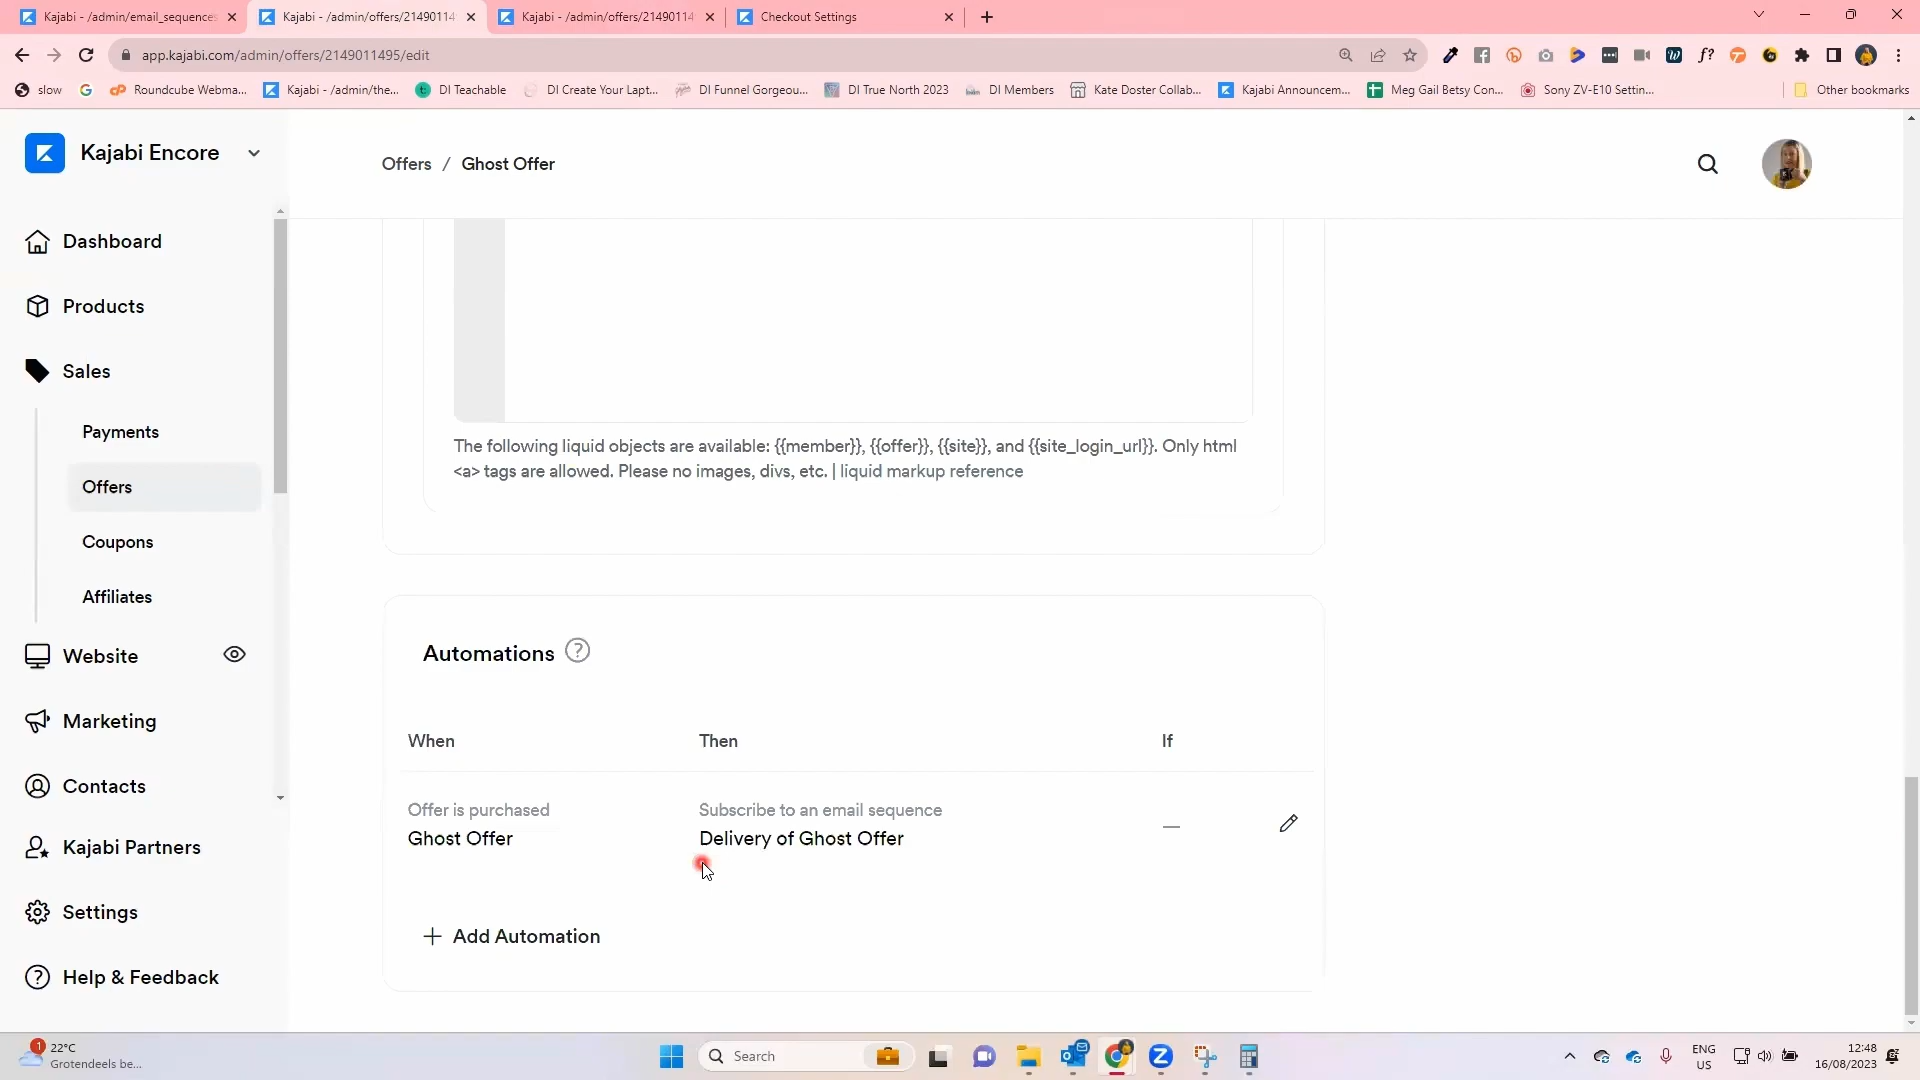 Kajabi - /admin/email_sequences
Kajabi - /admin/offers/21490114
Kajabi - /admin/offers/21490114
Checkout Settings
app.kajabi.com/admin/offers/2149011495/edit
slow
Roundcube Webma...
Kajabi - /admin/the...
DI Teachable
DI Create Your Lapt...
DI Funnel Gorgeou...
DI True North 2023
DI Members
Kate Doster Collab...
Kajabi Announcem...
Meg Gail Betsy Con...
Sony ZV-E10 Settin...
Other bookmarks
Kajabi Encore
Offers / Ghost Offer
Dashboard
Products
Sales
Payments
Offers
Coupons
Affiliates
Website
Marketing
Contacts
Kajabi Partners
Settings
Help & Feedback
The following liquid objects are available: {{member}}, {{offer}}, {{site}}, and {{site_login_url}}. Only html
<a> tags are allowed. Please no images, divs, etc. | liquid markup reference
Automations ?
When Then If
Offer is purchased Subscribe to an email sequence
Ghost Offer Delivery of Ghost Offer —
+ Add Automation
1
22°C
Grotendeels be...
Search
ENG
US
12:48
16/08/2023